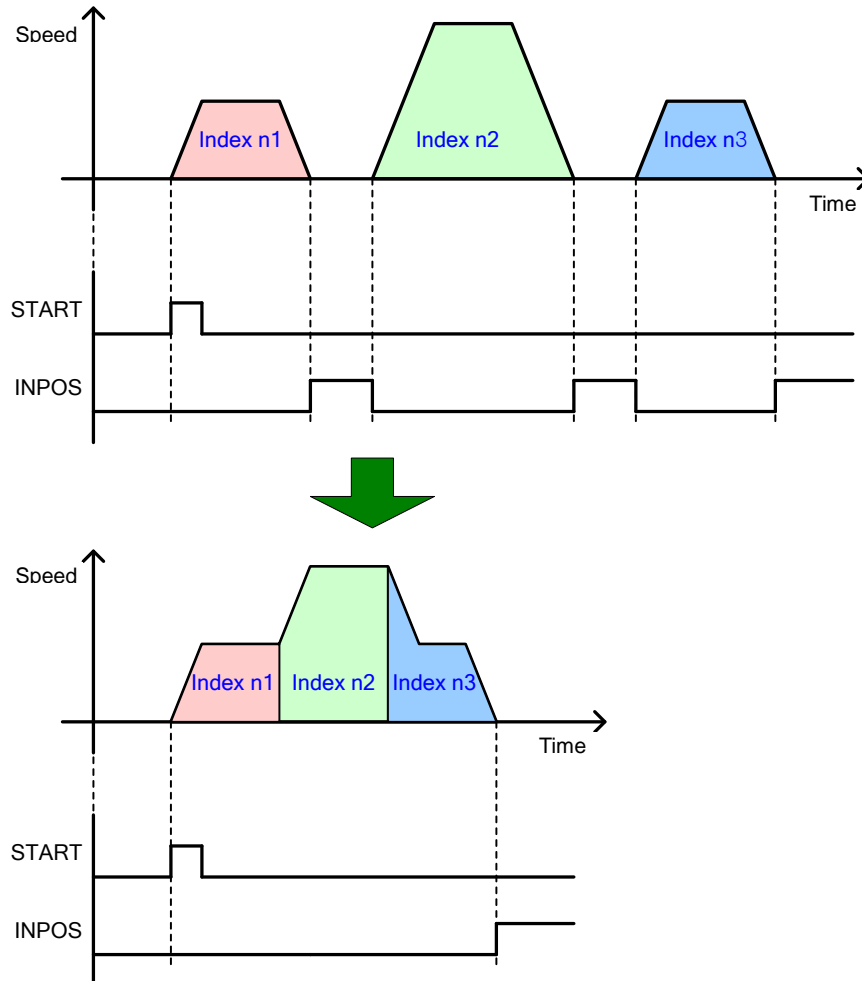 Speed
Index n1
Index n2
Index n3
Time
START
INPOS
Speed
Index n1
Index n2
Index n3
Time
START
INPOS